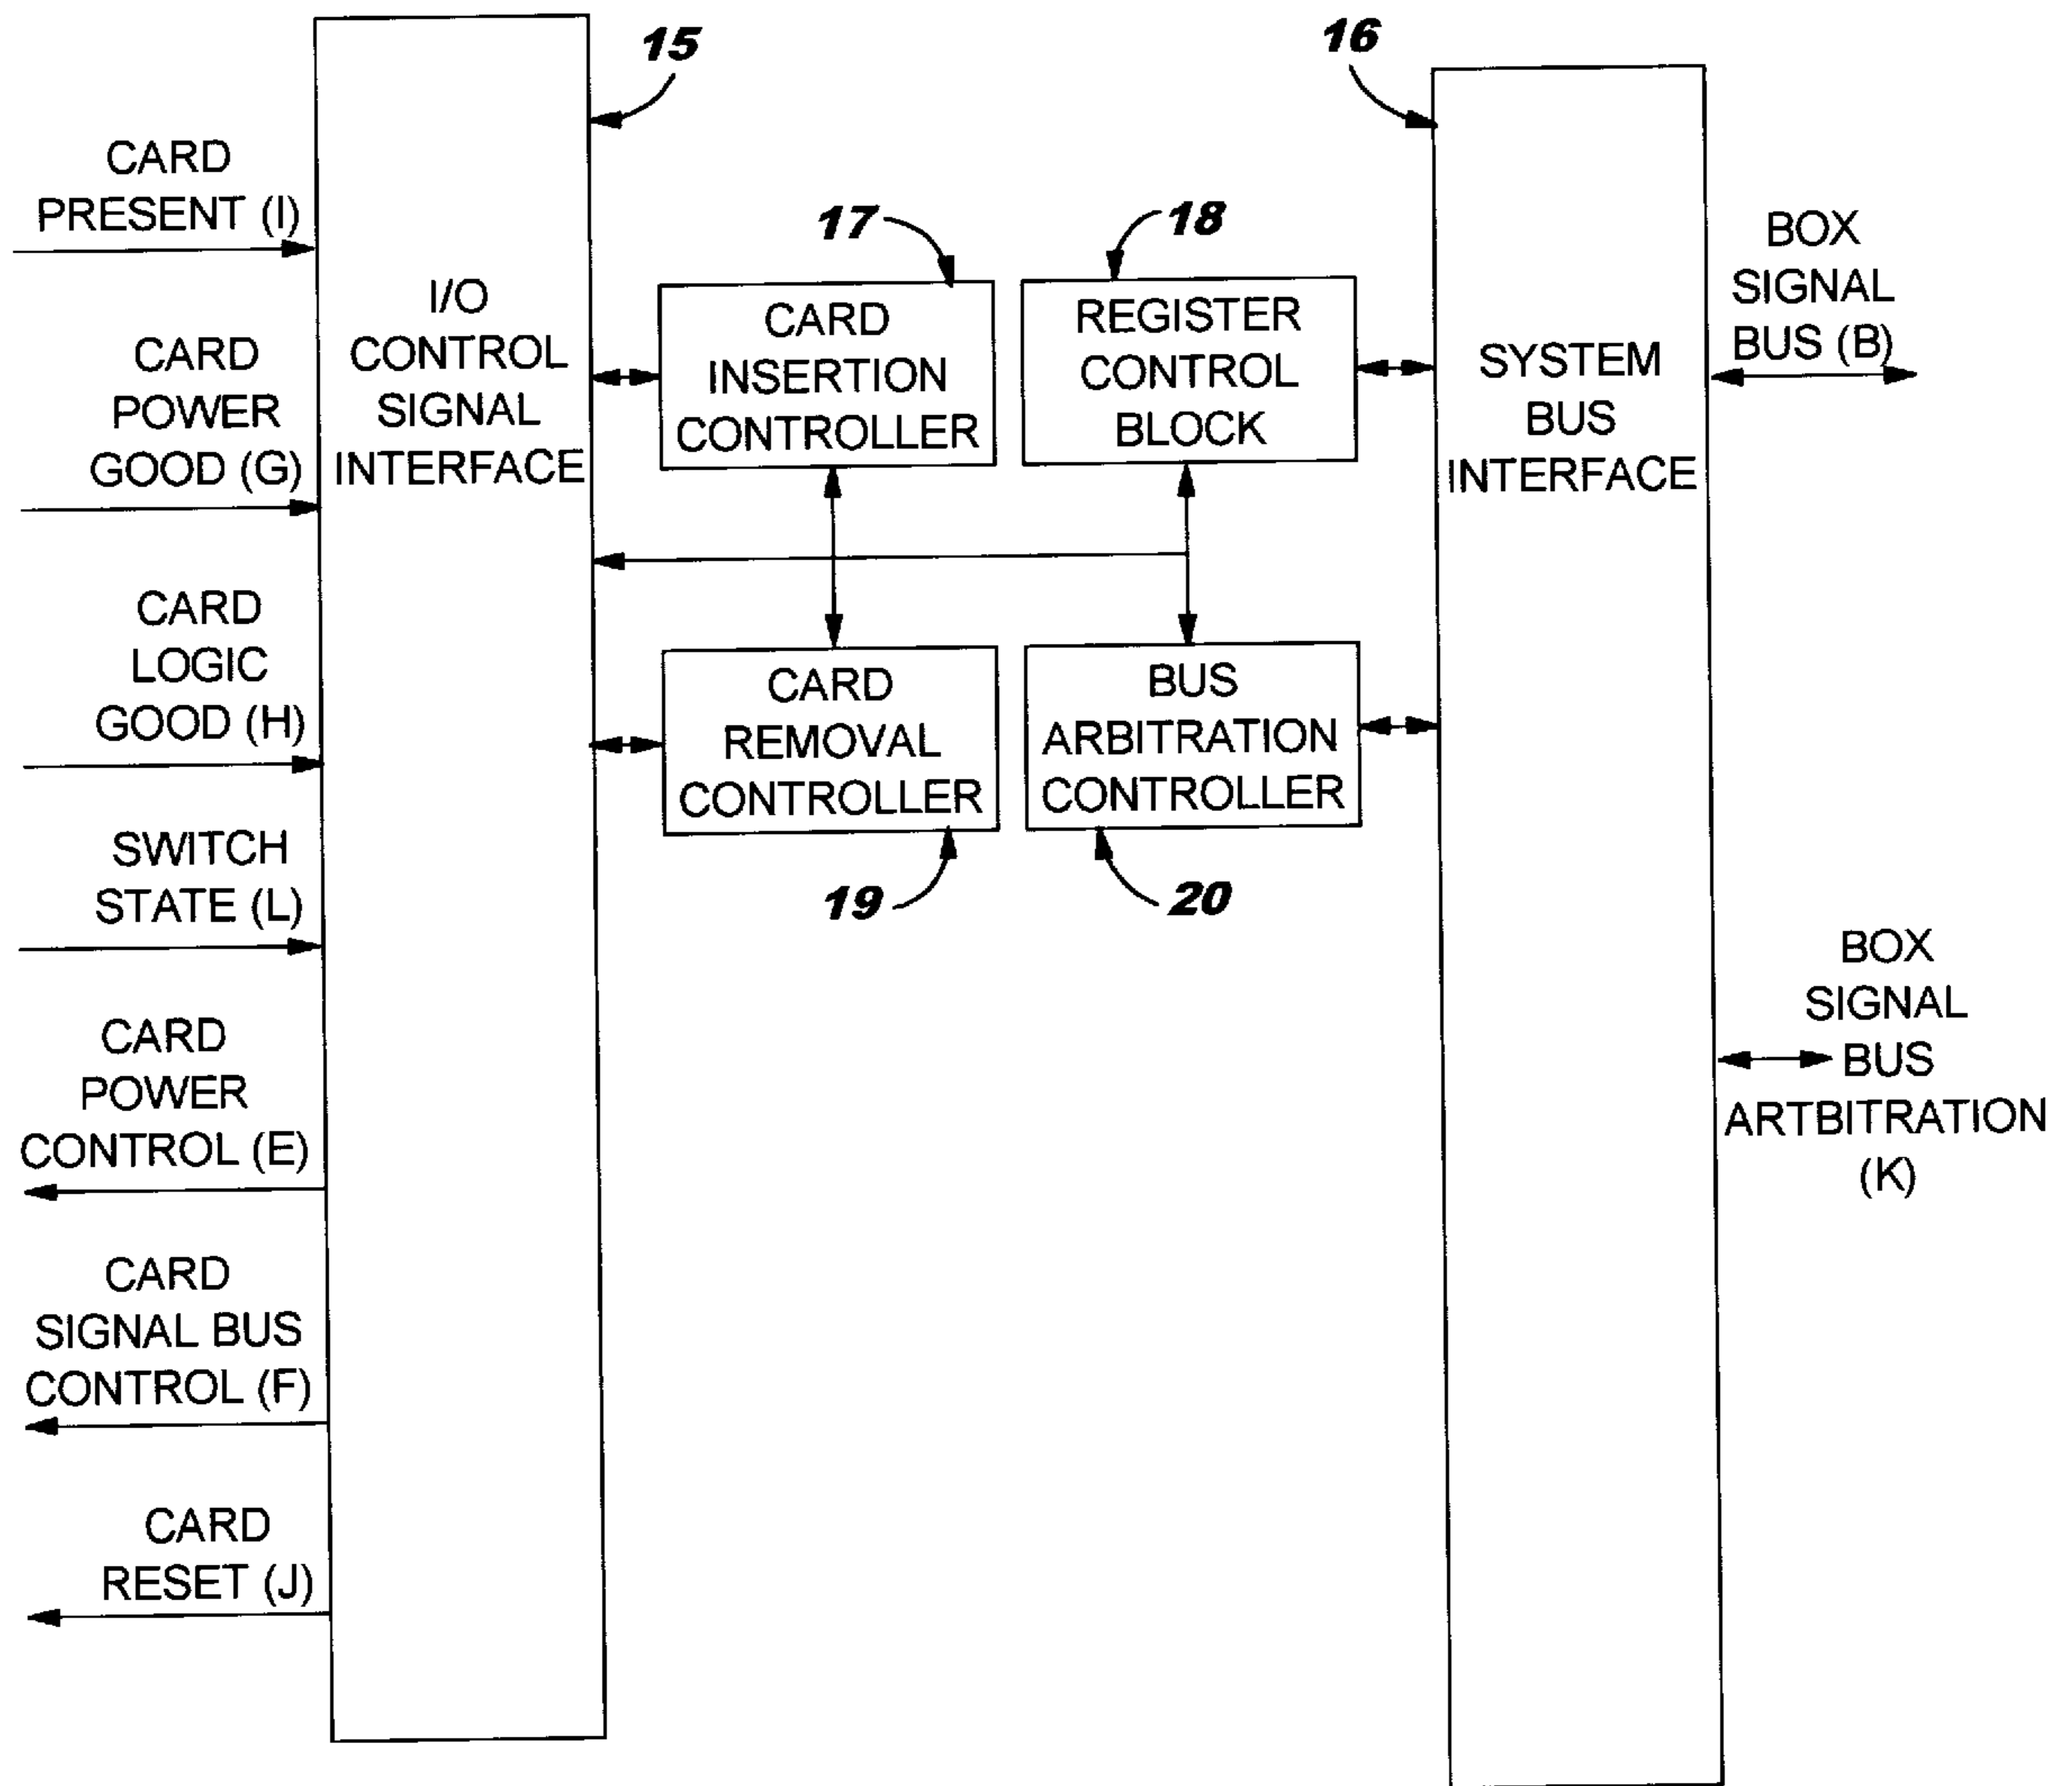 15
16
CARD
PRESENT (I)
CARD
POWER
GOOD (G)
CARD
LOGIC
GOOD (H)
SWITCH
STATE (L)
CARD
POWER
CONTROL (E)
CARD
SIGNAL BUS
CONTROL (F)
CARD
RESET (J)
I/O
CONTROL
SIGNAL
INTERFACE
17
CARD
INSERTION
CONTROLLER
18
REGISTER
CONTROL
BLOCK
CARD
REMOVAL
CONTROLLER
19
BUS
ARBITRATION
CONTROLLER
20
SYSTEM
BUS
INTERFACE
BOX
SIGNAL
BUS (B)
BOX
SIGNAL
BUS
ARTBITRATION
(K)